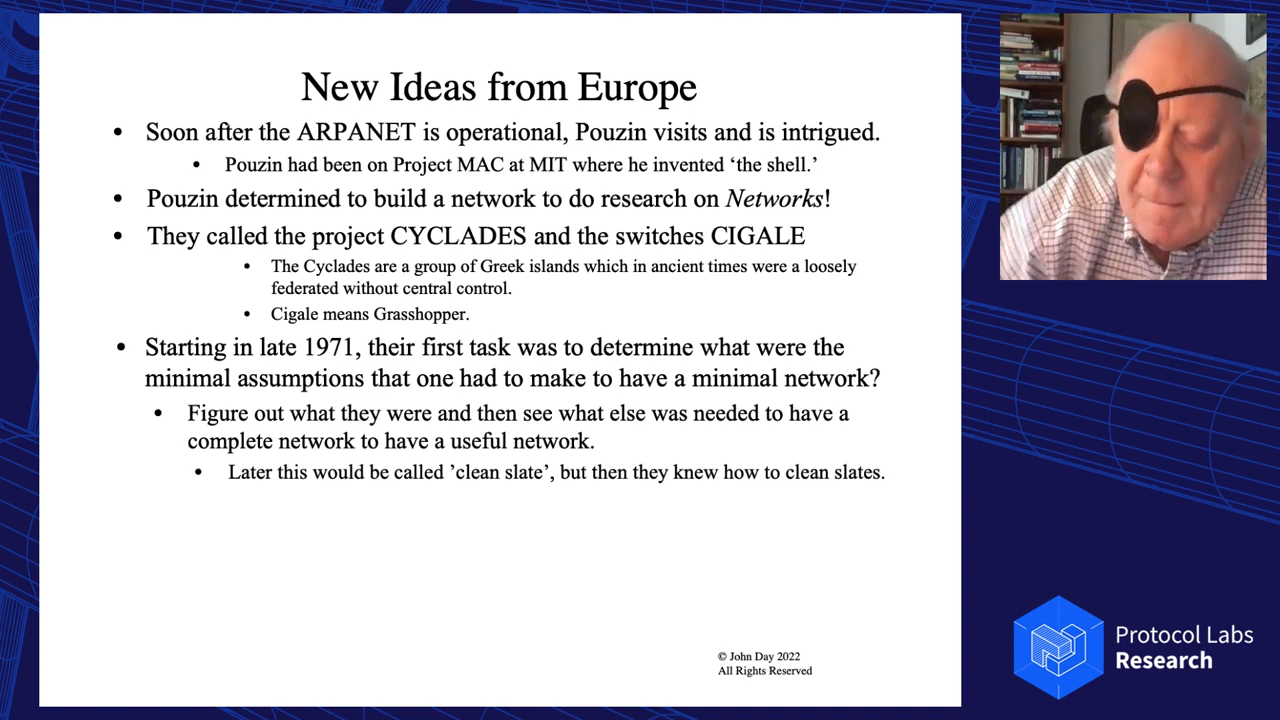 New Ideas from Europe
• Soon after the ARPANET is operational, Pouzin visits and is intrigued.
• Pouzin had been on Project MAC at MIT where he invented ‘the shell.’
• Pouzin determined to build a network to do research on Networks!
• They called the project CYCLADES and the switches CIGALE
• The Cyclades are a group of Greek islands which in ancient times were a loosely
federated without central control.
• Cigale means Grasshopper.
• Starting in late 1971, their first task was to determine what were the
minimal assumptions that one had to make to have a minimal network?
• Figure out what they were and then see what else was needed to have a
complete network to have a useful network.
• Later this would be called ’clean slate’, but then they knew how to clean slates.
© John Day 2022
All Rights Reserved
Protocol Labs
Research